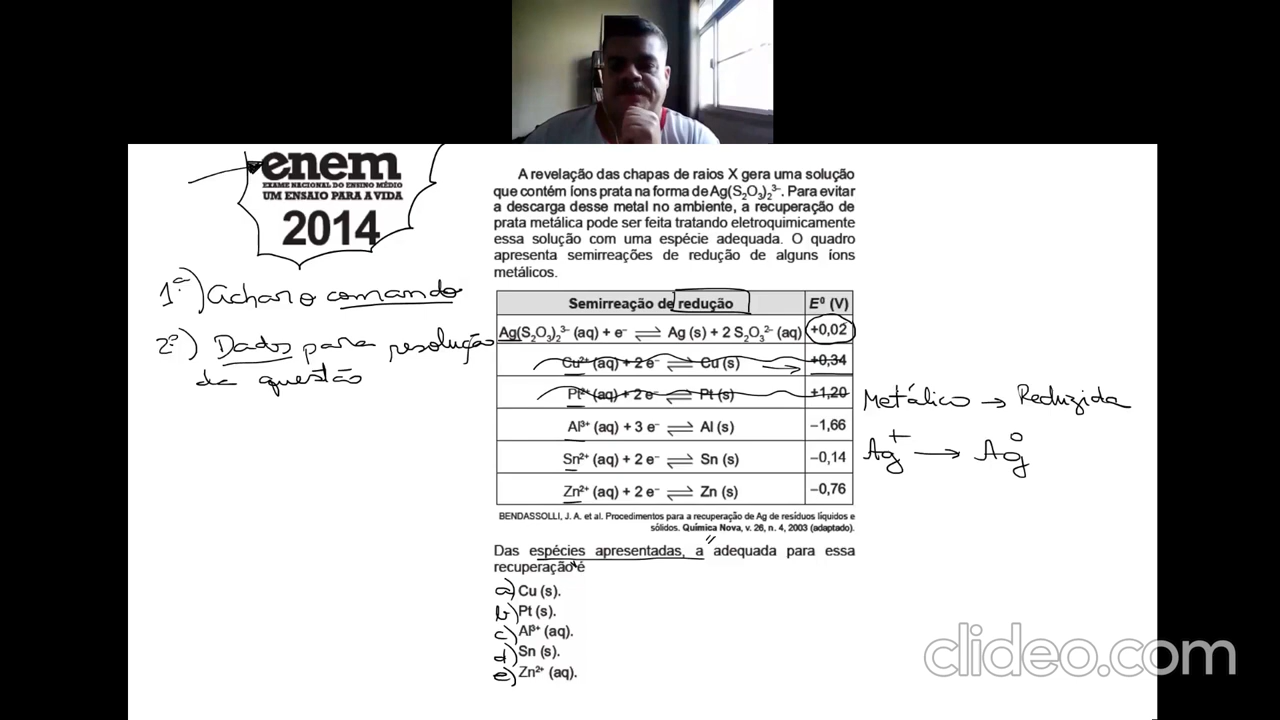 enem
EXAME NACIONAL DO ENSINO MÉDIO
UM ENSAIO PARA A VIDA
2014
1º) Achar o comando
2º) Dados para resolução
da questão
A revelação das chapas de raios X gera uma solução
que contém íons prata na forma de Ag(S₂O₃)₂³⁻. Para evitar
a descarga desse metal no ambiente, a recuperação de
prata metálica pode ser feita tratando eletroquimicamente
essa solução com uma espécie adequada. O quadro
apresenta semirreações de redução de alguns íons
metálicos.
Semirreação de redução E⁰ (V)
Ag(S₂O₃)₂³⁻ (aq) + e⁻ ⇌ Ag (s) + 2 S₂O₃²⁻ (aq) +0,02
Cu²⁺ (aq) + 2 e⁻ ⇌ Cu (s) +0,34
Pt²⁺ (aq) + 2 e⁻ ⇌ Pt (s) +1,20
Al³⁺ (aq) + 3 e⁻ ⇌ Al (s) −1,66
Sn²⁺ (aq) + 2 e⁻ ⇌ Sn (s) −0,14
Zn²⁺ (aq) + 2 e⁻ ⇌ Zn (s) −0,76
BENDASSOLLI, J. A. et al. Procedimentos para a recuperação de Ag de resíduos líquidos e
sólidos. Química Nova, v. 26, n. 4, 2003 (adaptado).
Das espécies apresentadas, a adequada para essa
recuperação é
a) Cu (s).
b) Pt (s).
c) Al³⁺ (aq).
d) Sn (s).
e) Zn²⁺ (aq).
Metálico → Reduzida
Ag⁺ → Ag⁰
clideo.com